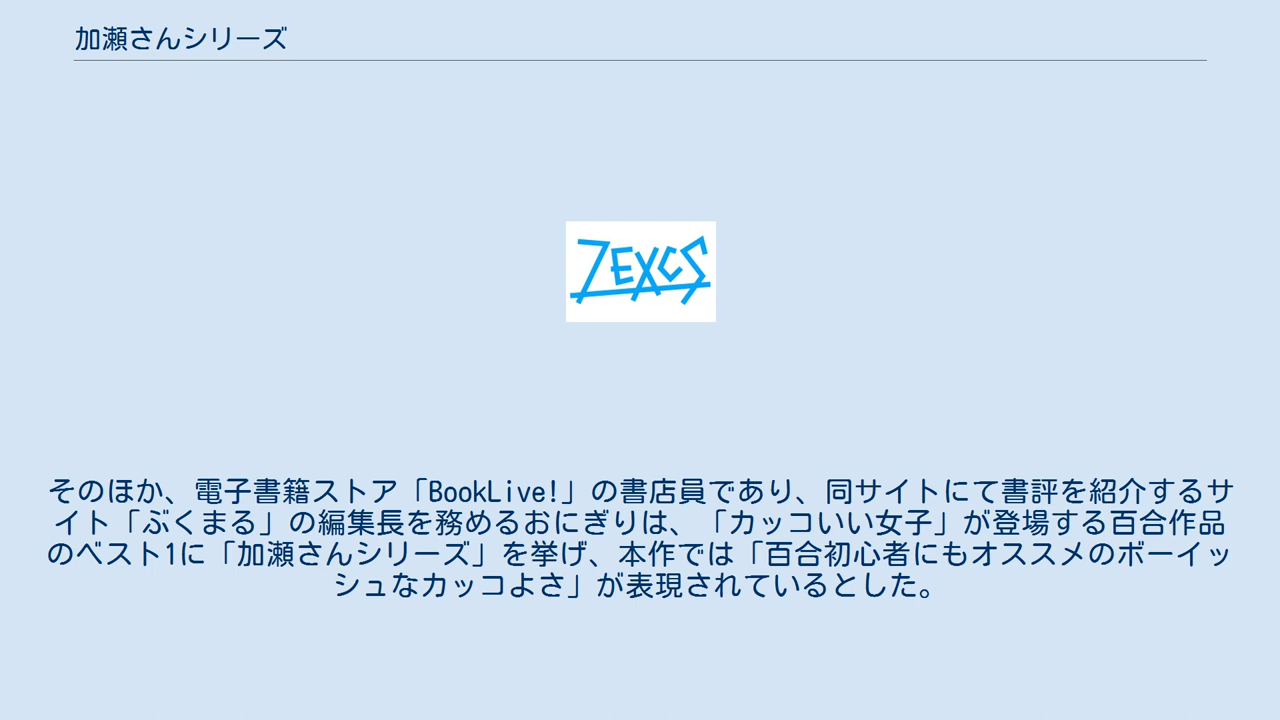 加瀬さんシリーズ
ZEXCS
そのほか、電子書籍ストア「BookLive!」の書店員であり、同サイトにて書評を紹介するサ
イト「ぶくまる」の編集長を務めるおにぎりは、「カッコいい女子」が登場する百合作品
のベスト1に「加瀬さんシリーズ」を挙げ、本作では「百合初心者にもオススメのボーイッ
シュなカッコよさ」が表現されているとした。